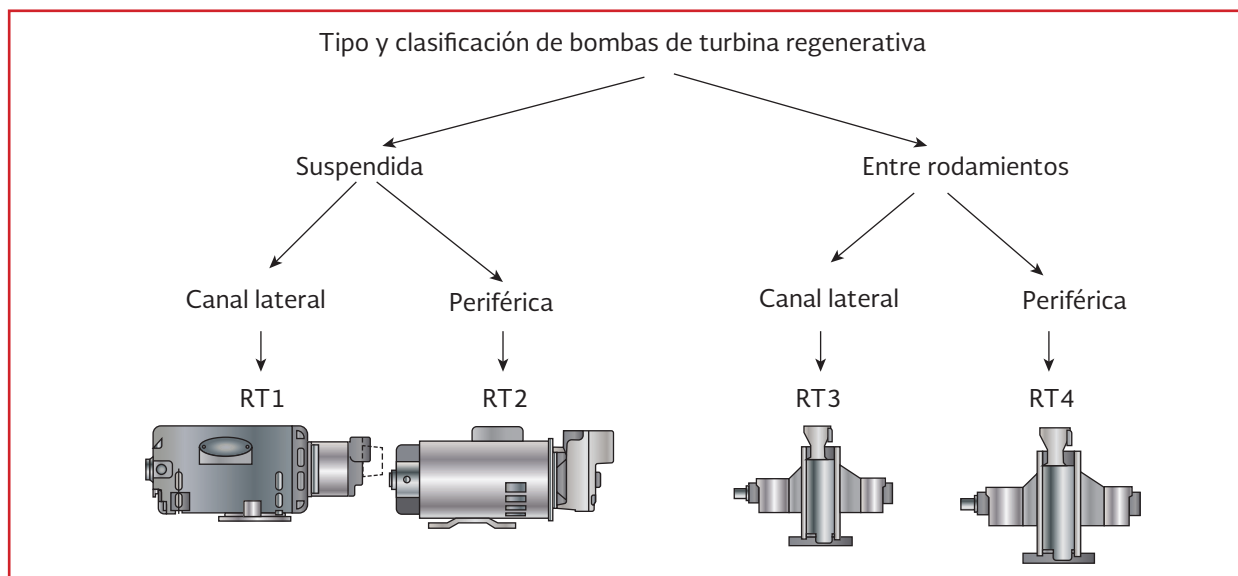 Tipo y clasificación de bombas de turbina regenerativa
Suspendida
Entre rodamientos
Canal lateral
Periférica
Canal lateral
Periférica
RT1
RT2
RT3
RT4